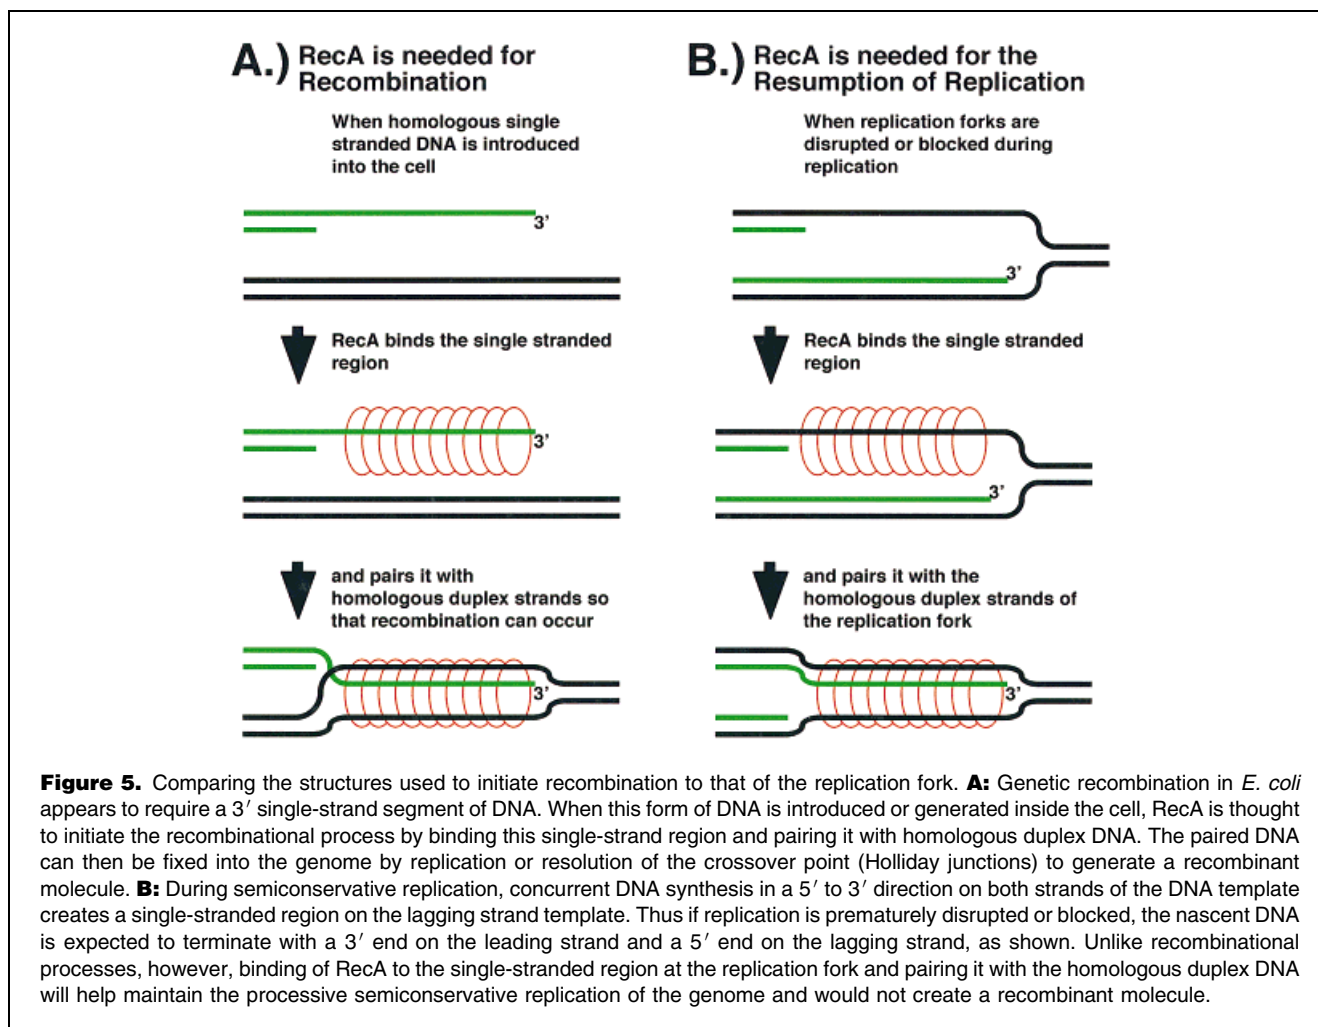 A.) RecA is needed for
Recombination
When homologous single
stranded DNA is introduced
into the cell
3'
RecA binds the single stranded
region
3'
and pairs it with
homologous duplex strands so
that recombination can occur
3'
B.) RecA is needed for the
Resumption of Replication
When replication forks are
disrupted or blocked during
replication
3'
RecA binds the single stranded
region
3'
and pairs it with the
homologous duplex strands of
the replication fork
3'
Figure 5. Comparing the structures used to initiate recombination to that of the replication fork. A: Genetic recombination in E. coli
appears to require a 3′ single-strand segment of DNA. When this form of DNA is introduced or generated inside the cell, RecA is thought
to initiate the recombinational process by binding this single-strand region and pairing it with homologous duplex DNA. The paired DNA
can then be fixed into the genome by replication or resolution of the crossover point (Holliday junctions) to generate a recombinant
molecule. B: During semiconservative replication, concurrent DNA synthesis in a 5′ to 3′ direction on both strands of the DNA template
creates a single-stranded region on the lagging strand template. Thus if replication is prematurely disrupted or blocked, the nascent DNA
is expected to terminate with a 3′ end on the leading strand and a 5′ end on the lagging strand, as shown. Unlike recombinational
processes, however, binding of RecA to the single-stranded region at the replication fork and pairing it with the homologous duplex DNA
will help maintain the processive semiconservative replication of the genome and would not create a recombinant molecule.